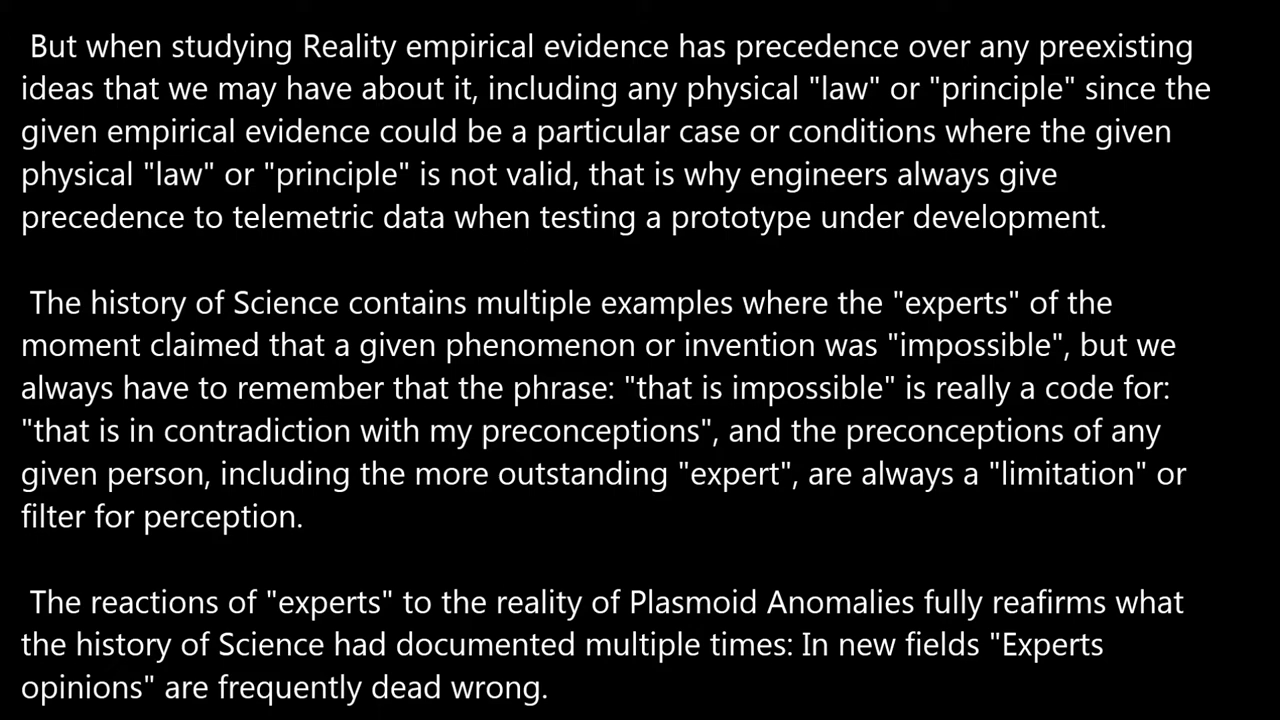 But when studying Reality empirical evidence has precedence over any preexisting
ideas that we may have about it, including any physical "law" or "principle" since the
given empirical evidence could be a particular case or conditions where the given
physical "law" or "principle" is not valid, that is why engineers always give
precedence to telemetric data when testing a prototype under development.
The history of Science contains multiple examples where the "experts" of the
moment claimed that a given phenomenon or invention was "impossible", but we
always have to remember that the phrase: "that is impossible" is really a code for:
"that is in contradiction with my preconceptions", and the preconceptions of any
given person, including the more outstanding "expert", are always a "limitation" or
filter for perception.
The reactions of "experts" to the reality of Plasmoid Anomalies fully reafirms what
the history of Science had documented multiple times: In new fields "Experts
opinions" are frequently dead wrong.